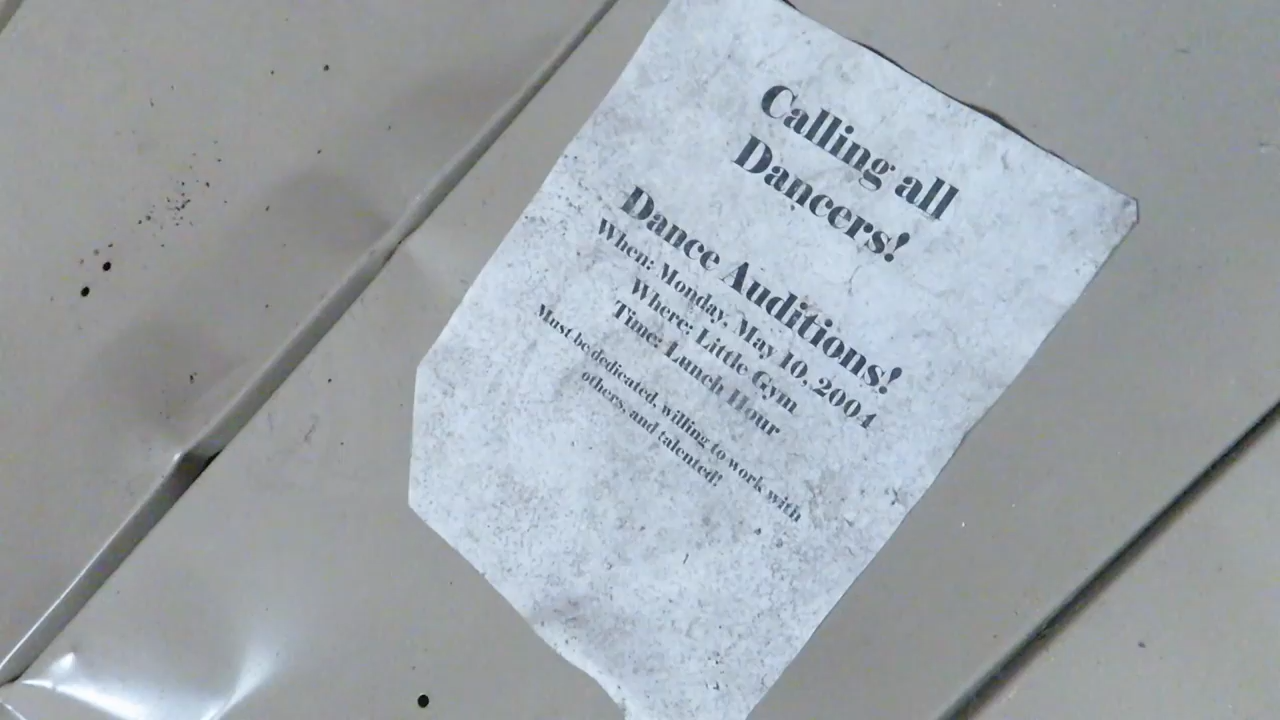 Calling all
Dancers!
Dance Auditions!
When: Monday, May 10, 2004
Where: Little Gym
Time: Lunch Hour
Must be dedicated, willing to work with
others, and talented!